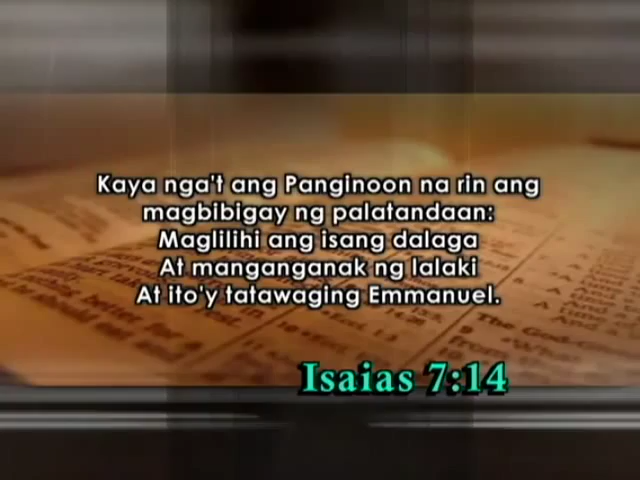 Kaya nga't ang Panginoon na rin ang
magbibigay ng palatandaan:
Maglilihi ang isang dalaga
At manganganak ng lalaki
At ito'y tatawaging Emmanuel.
Isaias 7:14